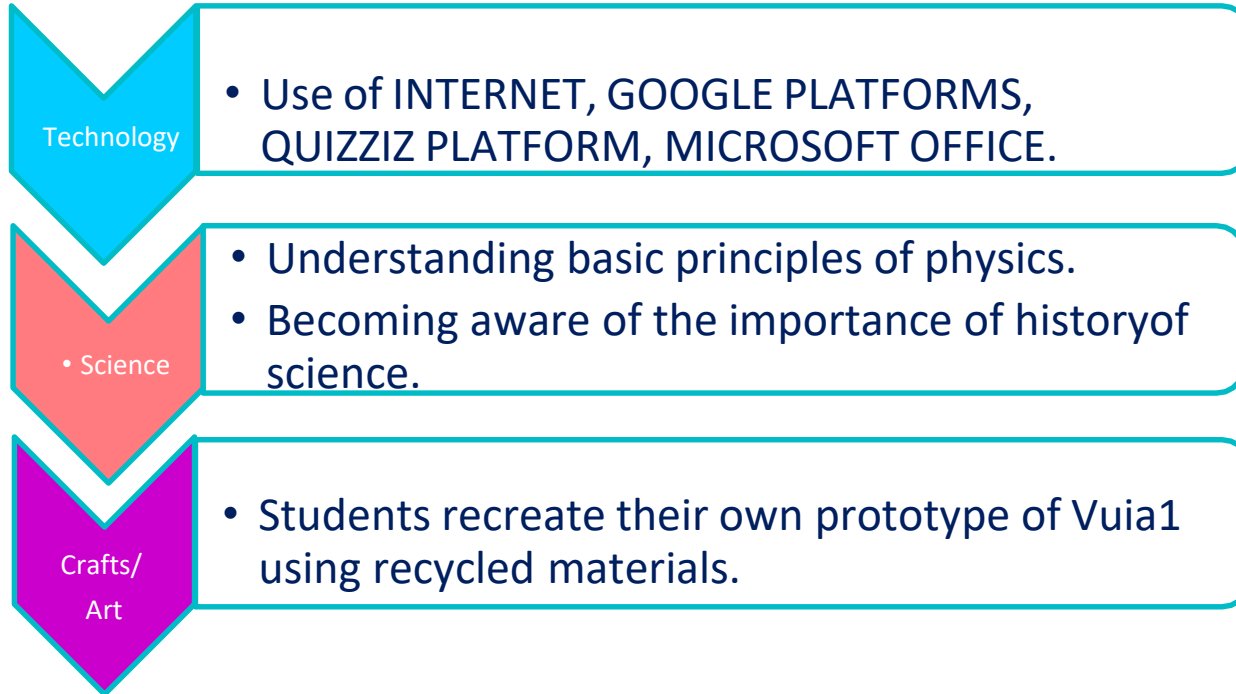 Technology
• Use of INTERNET, GOOGLE PLATFORMS,
QUIZZIZ PLATFORM, MICROSOFT OFFICE.
• Science
• Understanding basic principles of physics.
• Becoming aware of the importance of historyof
science.
Crafts/
Art
• Students recreate their own prototype of Vuia1
using recycled materials.